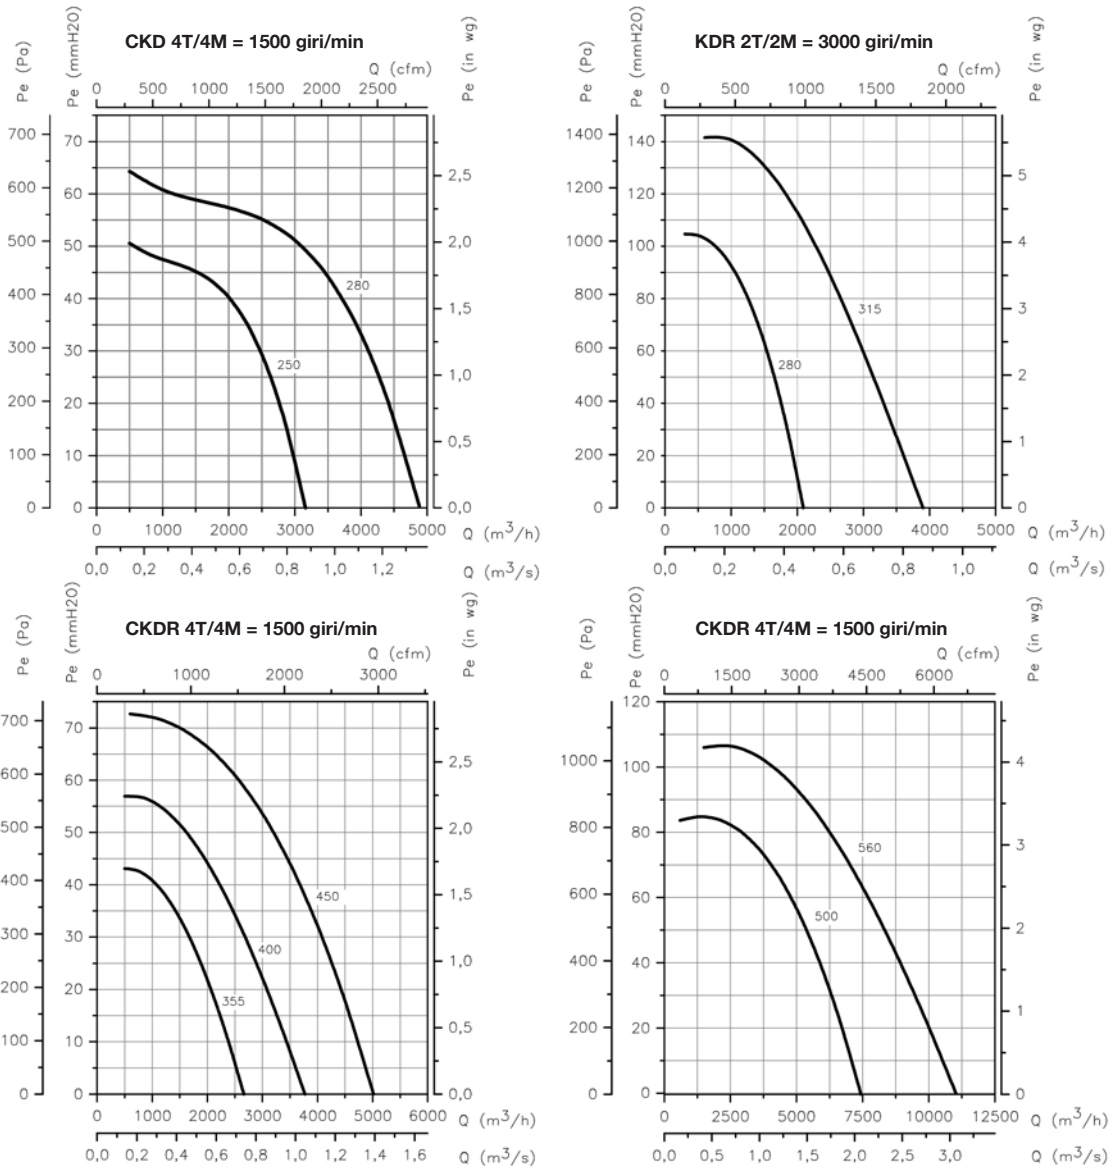 CKD 4T/4M = 1500 giri/min
Q (cfm)
0 500 1000 1500 2000 2500
Pe (Pa)
700
600
500
400
300
200
100
0
Pe (mmH2O)
70
60
50
40
30
20
10
0
Pe (in wg)
2,5
2,0
1,5
1,0
0,5
0,0
280
250
0 1000 2000 3000 4000 5000 Q (m³/h)
0,0 0,2 0,4 0,6 0,8 1,0 1,2 Q (m³/s)
KDR 2T/2M = 3000 giri/min
Q (cfm)
0 500 1000 1500 2000
Pe (Pa)
1400
1200
1000
800
600
400
200
0
Pe (mmH2O)
140
120
100
80
60
40
20
0
Pe (in wg)
5
4
3
2
1
0
315
280
0 1000 2000 3000 4000 5000 Q (m³/h)
0,0 0,2 0,4 0,6 0,8 1,0 Q (m³/s)
CKDR 4T/4M = 1500 giri/min
Q (cfm)
0 1000 2000 3000
Pe (Pa)
700
600
500
400
300
200
100
0
Pe (mmH2O)
70
60
50
40
30
20
10
0
Pe (in wg)
2,5
2,0
1,5
1,0
0,5
0,0
450
400
355
0 1000 2000 3000 4000 5000 6000 Q (m³/h)
0,0 0,2 0,4 0,6 0,8 1,0 1,2 1,4 1,6 Q (m³/s)
CKDR 4T/4M = 1500 giri/min
Q (cfm)
0 1500 3000 4500 6000
Pe (Pa)
1000
800
600
400
200
0
Pe (mmH2O)
120
100
80
60
40
20
0
Pe (in wg)
4
3
2
1
0
560
500
0 2500 5000 7500 10000 12500 Q (m³/h)
0,0 0,5 1,0 1,5 2,0 2,5 3,0 Q (m³/s)